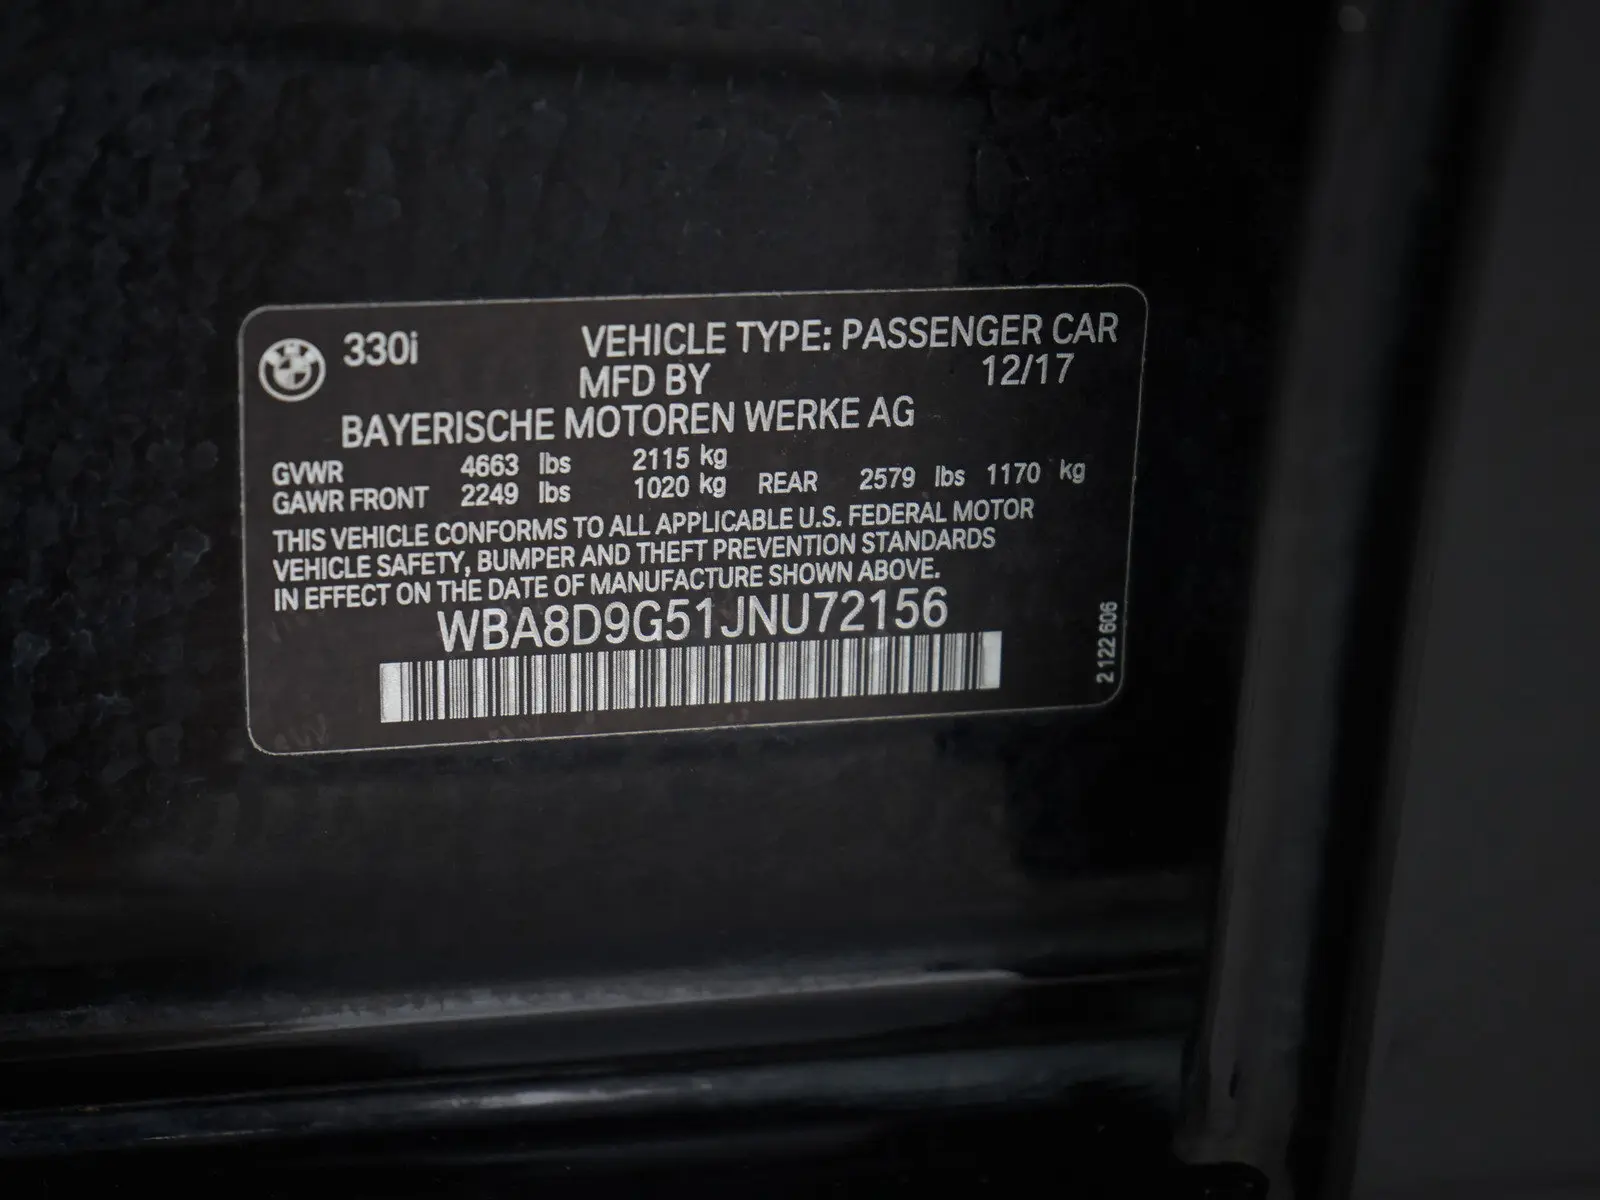 330i VEHICLE TYPE: PASSENGER CAR
MFD BY 12/17
BAYERISCHE MOTOREN WERKE AG
GVWR 4663 lbs 2115 kg
GAWR FRONT 2249 lbs 1020 kg REAR 2579 lbs 1170 kg
THIS VEHICLE CONFORMS TO ALL APPLICABLE U.S. FEDERAL MOTOR
VEHICLE SAFETY, BUMPER AND THEFT PREVENTION STANDARDS
IN EFFECT ON THE DATE OF MANUFACTURE SHOWN ABOVE.
WBA8D9G51JNU72156
2 122 606